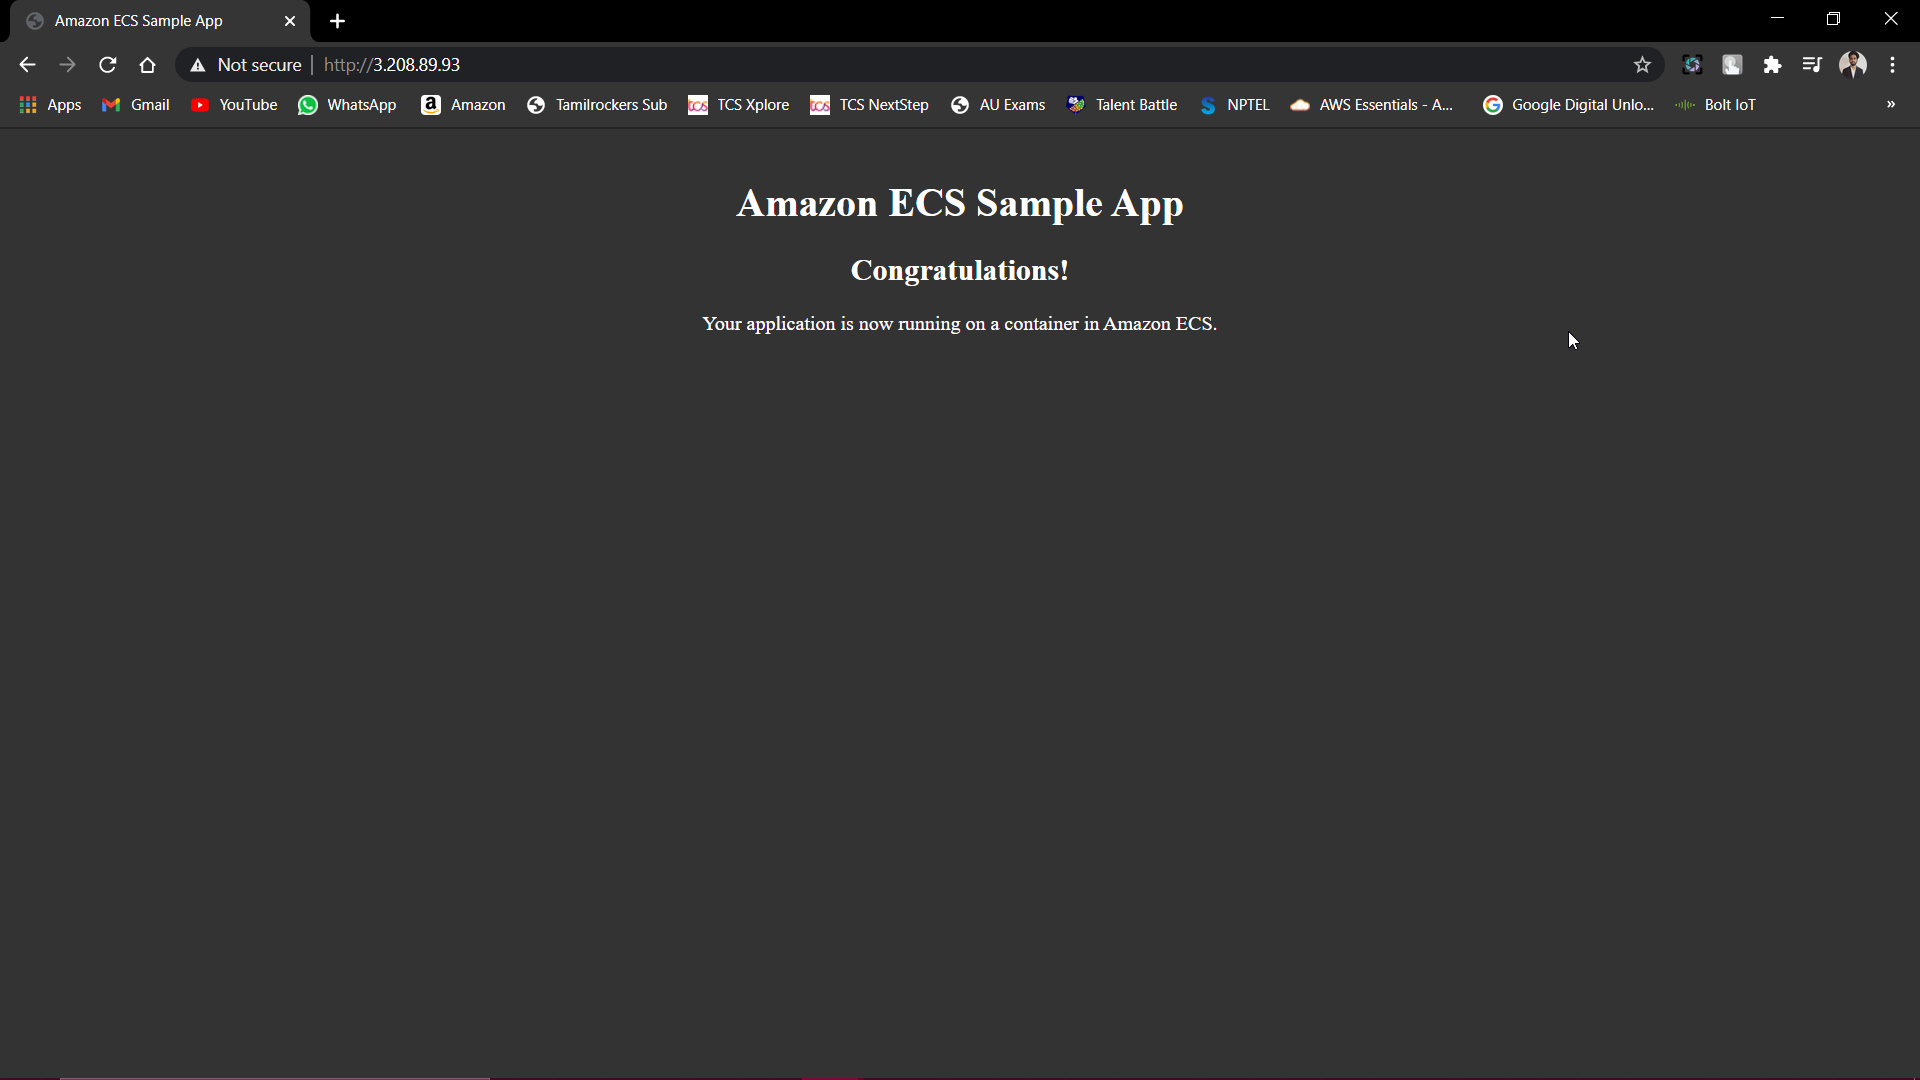 Amazon ECS Sample App
Not secure | http://3.208.89.93
Apps Gmail YouTube WhatsApp Amazon Tamilrockers Sub TCS Xplore TCS NextStep AU Exams Talent Battle NPTEL AWS Essentials - A... Google Digital Unlo... Bolt IoT »
Amazon ECS Sample App
Congratulations!
Your application is now running on a container in Amazon ECS.